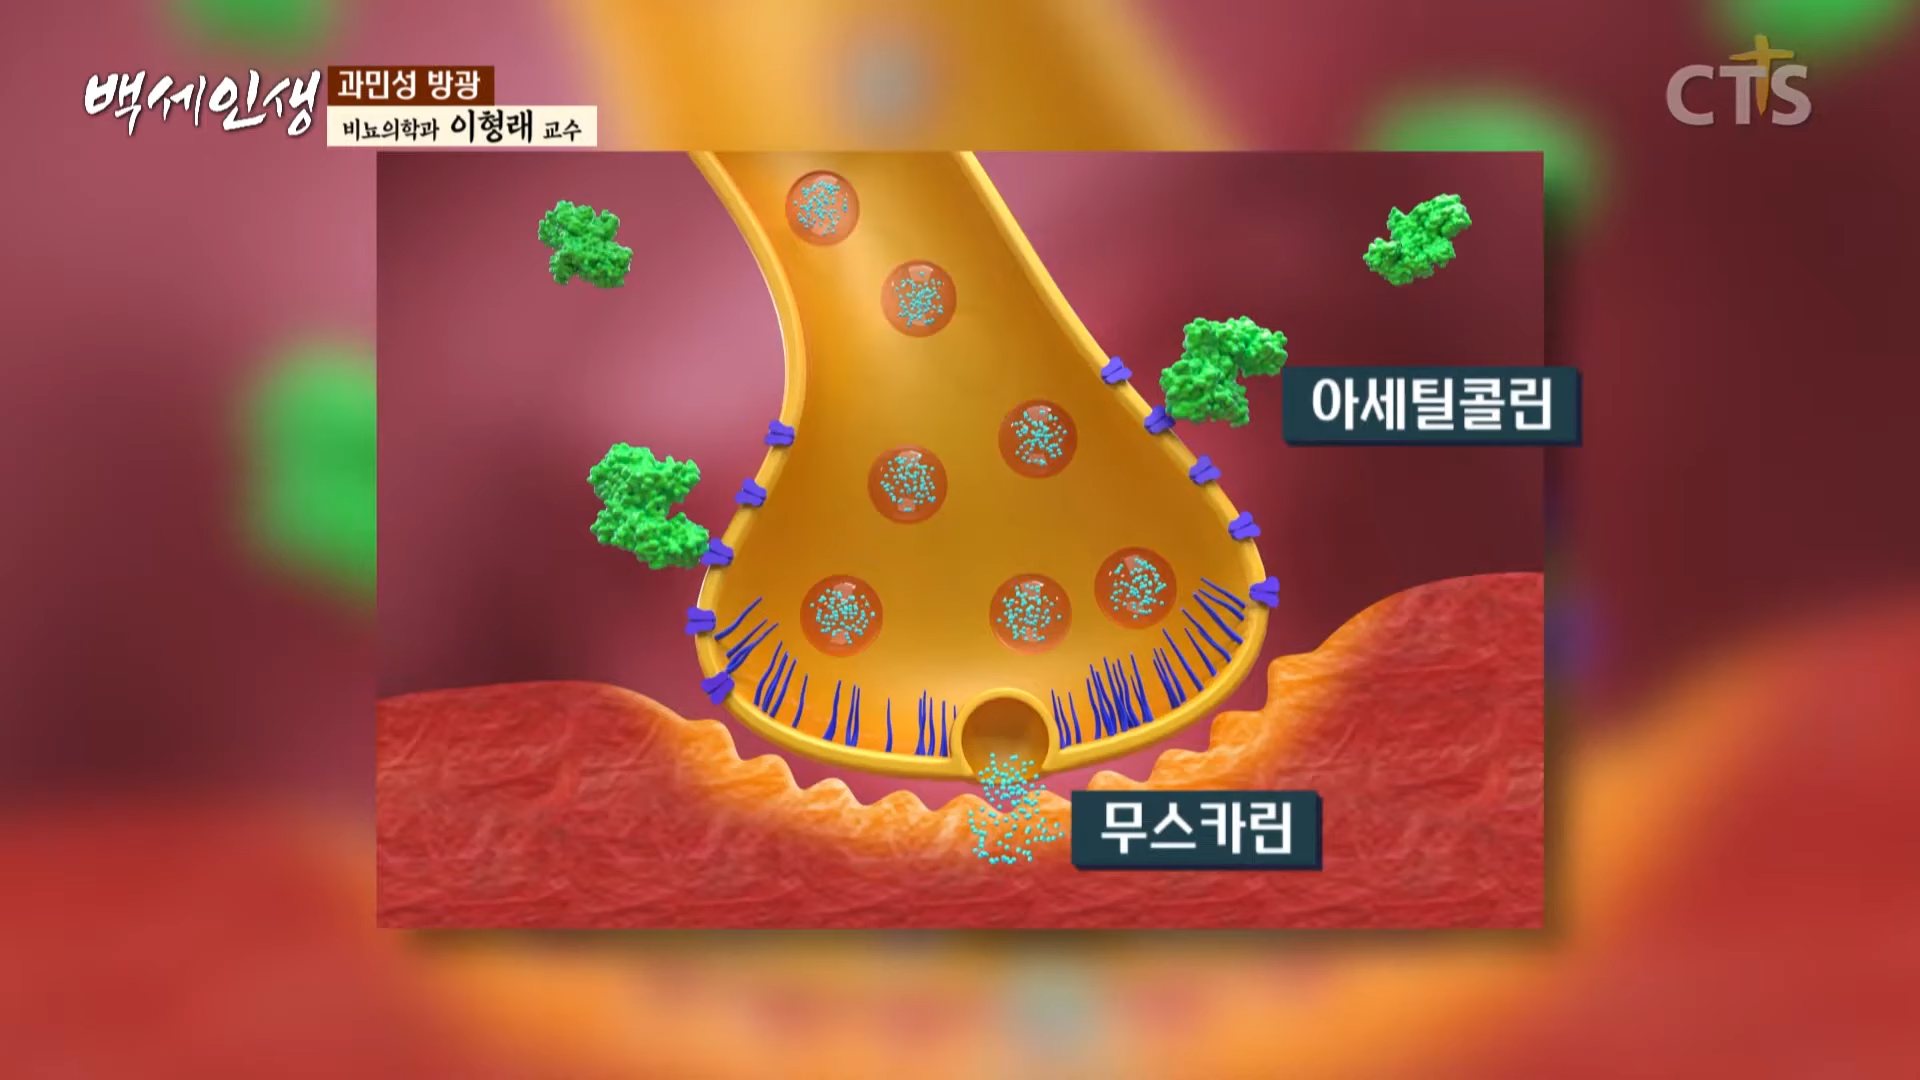 백세인생
과민성 방광
비뇨의학과 이형래 교수
CTS
아세틸콜린
무스카린